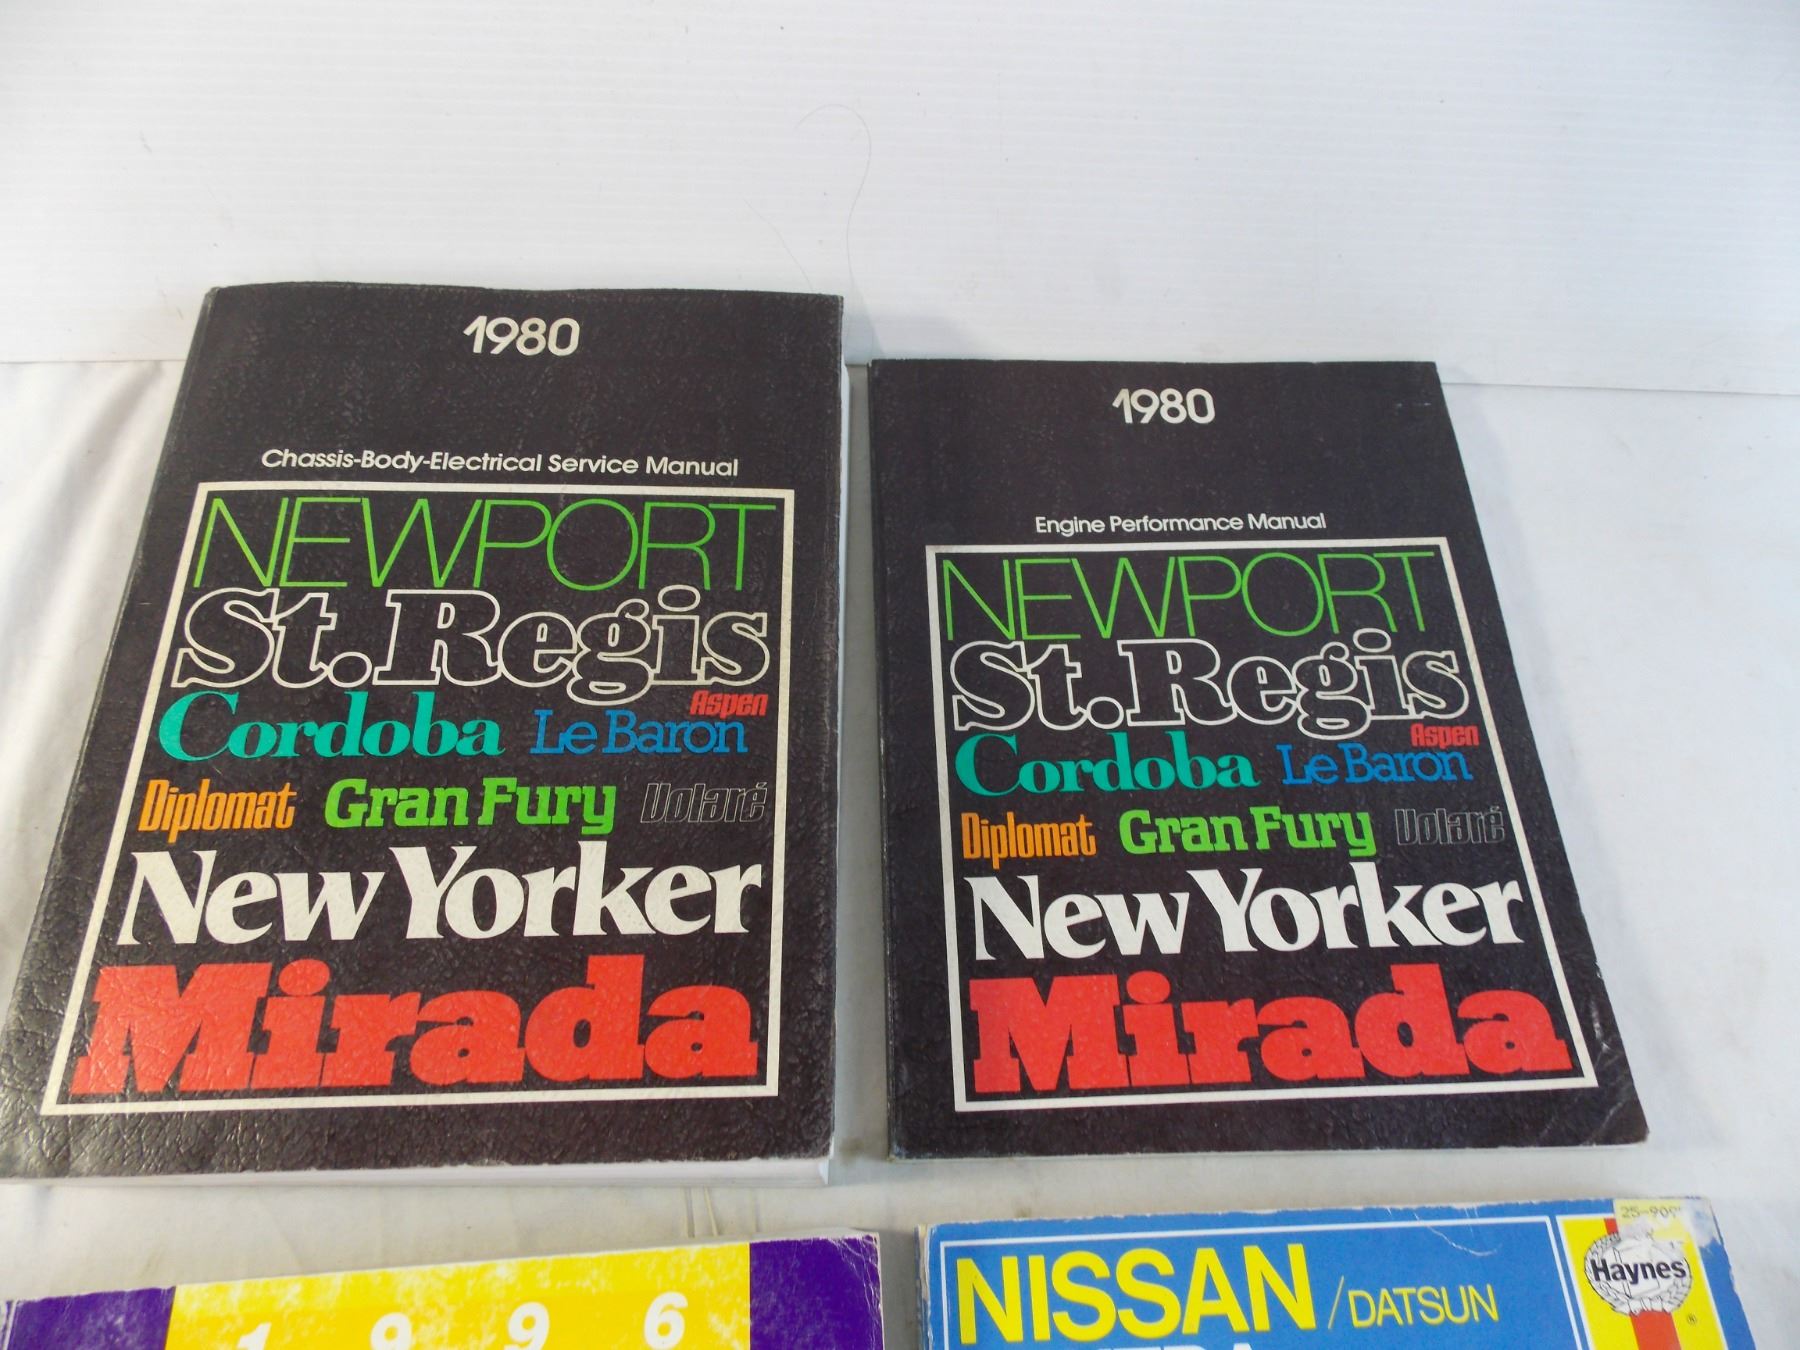 1980
Chassis-Body-Electrical Service Manual
NEWPORT
St. Regis
Aspen
Cordoba Le Baron
Diplomat Gran Fury Volaré
New Yorker
Mirada
1980
Engine Performance Manual
NEWPORT
St. Regis
Aspen
Cordoba Le Baron
Diplomat Gran Fury Volaré
New Yorker
Mirada
1996
NISSAN / DATSUN
Haynes
®